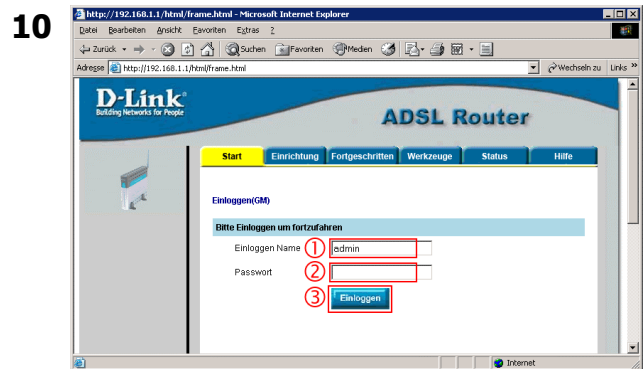 10
http://192.168.1.1/html/frame.html - Microsoft Internet Explorer
Datei Bearbeiten Ansicht Favoriten Extras ?
Zurück Suchen Favoriten Medien
Adresse http://192.168.1.1/html/frame.html Wechseln zu Links »
D-Link®
Building Networks for People
ADSL Router
Start Einrichtung Fortgeschritten Werkzeuge Status Hilfe
Einloggen(GM)
Bitte Einloggen um fortzufahren
Einloggen Name 1 admin
Passwort 2
3 Einloggen
Internet